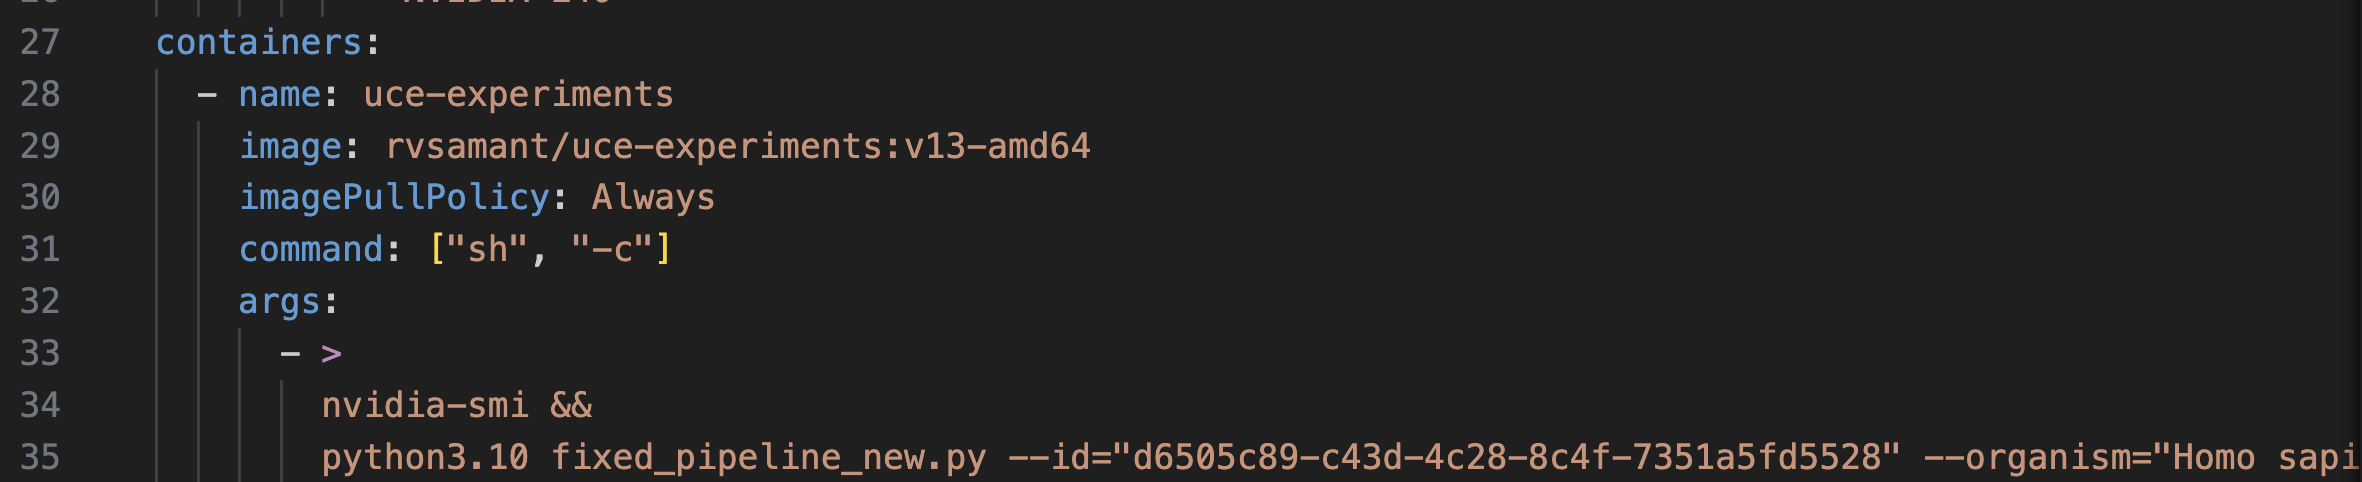 27 containers:
28 - name: uce-experiments
29 image: rvsamant/uce-experiments:v13-amd64
30 imagePullPolicy: Always
31 command: ["sh", "-c"]
32 args:
33 - >
34 nvidia-smi &&
35 python3.10 fixed_pipeline_new.py --id="d6505c89-c43d-4c28-8c4f-7351a5fd5528" --organism="Homo sapi